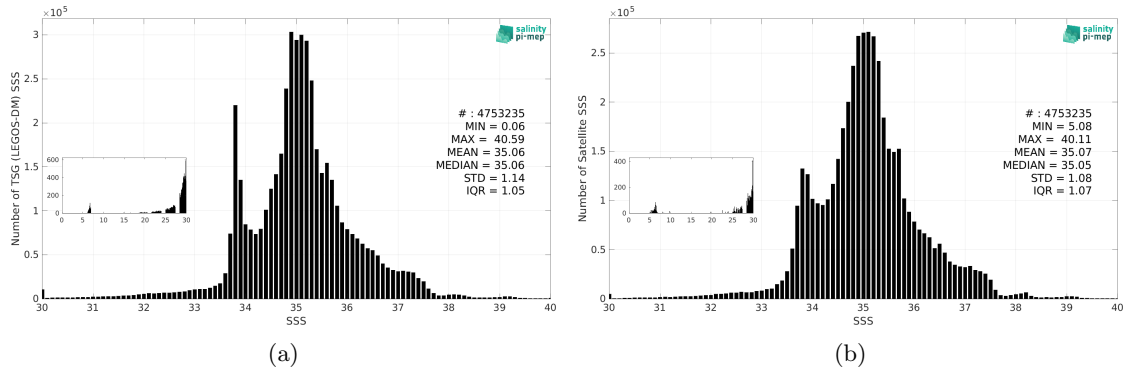 ×10^5
salinity
pi-mep
3
2.5
2
1.5
1
0.5
0
Number of TSG (LEGOS-DM) SSS
# : 4753235
MIN = 0.06
MAX = 40.59
MEAN = 35.06
MEDIAN = 35.06
STD = 1.14
IQR = 1.05
600
400
200
0
0 5 10 15 20 25 30
30 31 32 33 34 35 36 37 38 39 40
SSS
(a)
×10^5
salinity
pi-mep
2.5
2
1.5
1
0.5
0
Number of Satellite SSS
# : 4753235
MIN = 5.08
MAX = 40.11
MEAN = 35.07
MEDIAN = 35.05
STD = 1.08
IQR = 1.07
400
200
0
0 5 10 15 20 25 30
30 31 32 33 34 35 36 37 38 39 40
SSS
(b)